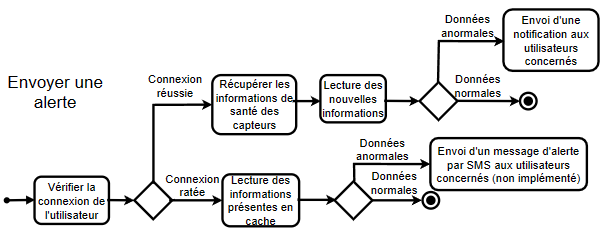 Envoyer une
alerte
Vérifier la
connexion de
l'utilisateur
Connexion
réussie
Récupérer les
informations de
santé des
capteurs
Lecture des
nouvelles
informations
Données
anormales
Envoi d'une
notification aux
utilisateurs
concernés
Données
normales
Connexion
ratée
Lecture des
informations
présentes en
cache
Données
anormales
Envoi d'un message d'alerte
par SMS aux utilisateurs
concernés (non implémenté)
Données
normales